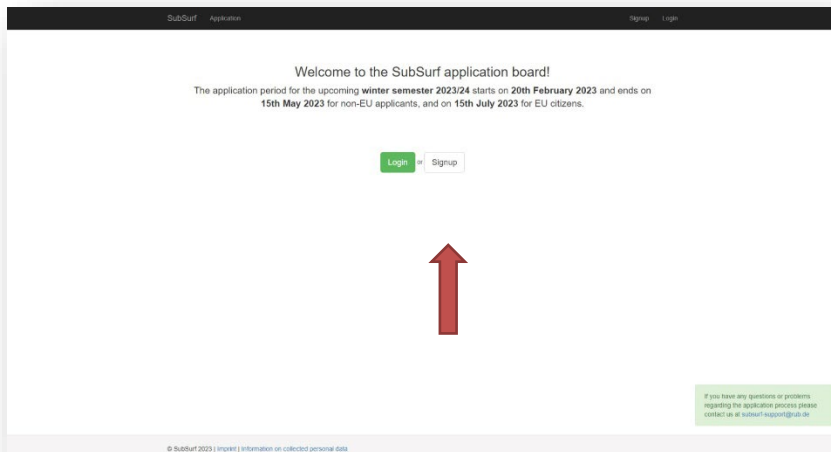 SubSurf Application Signup Login
Welcome to the SubSurf application board!
The application period for the upcoming winter semester 2023/24 starts on 20th February 2023 and ends on
15th May 2023 for non-EU applicants, and on 15th July 2023 for EU citizens.
Login or Signup
If you have any questions or problems
regarding the application process please
contact us at subsurf-support@rub.de
© SubSurf 2023 | Imprint | Information on collected personal data